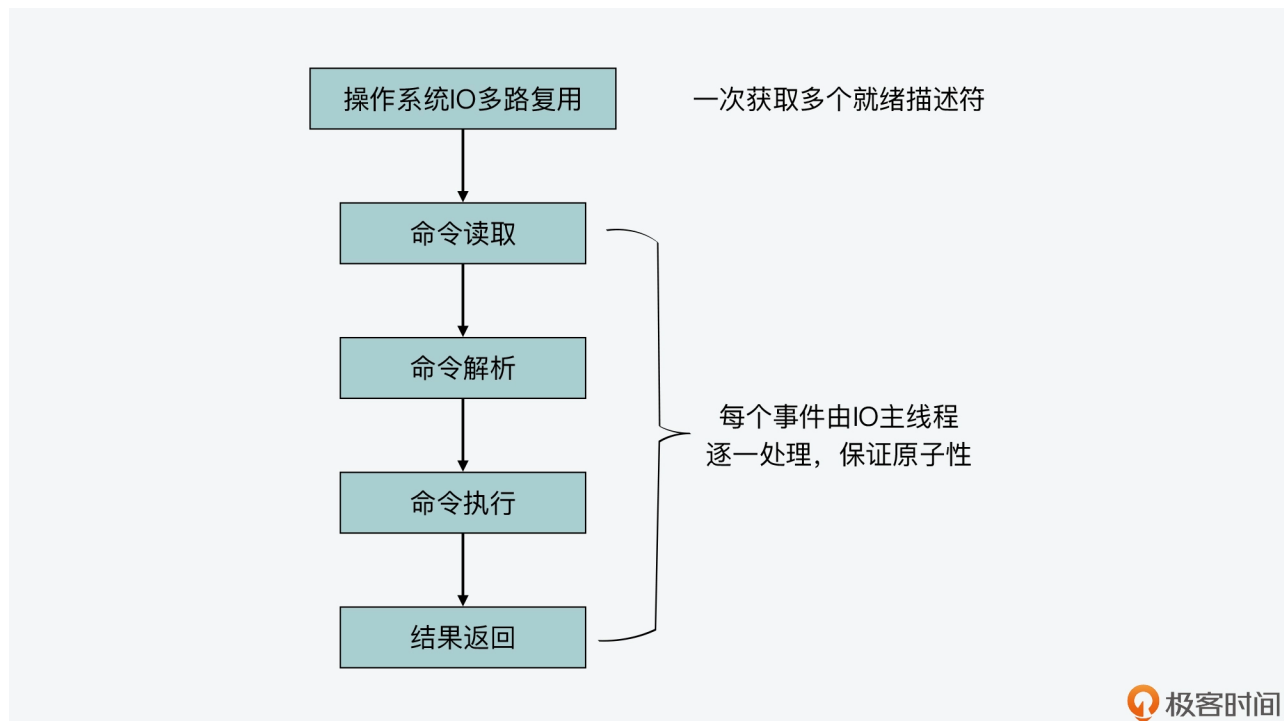 操作系统IO多路复用
一次获取多个就绪描述符
命令读取
命令解析
每个事件由IO主线程
逐一处理，保证原子性
命令执行
结果返回
极客时间